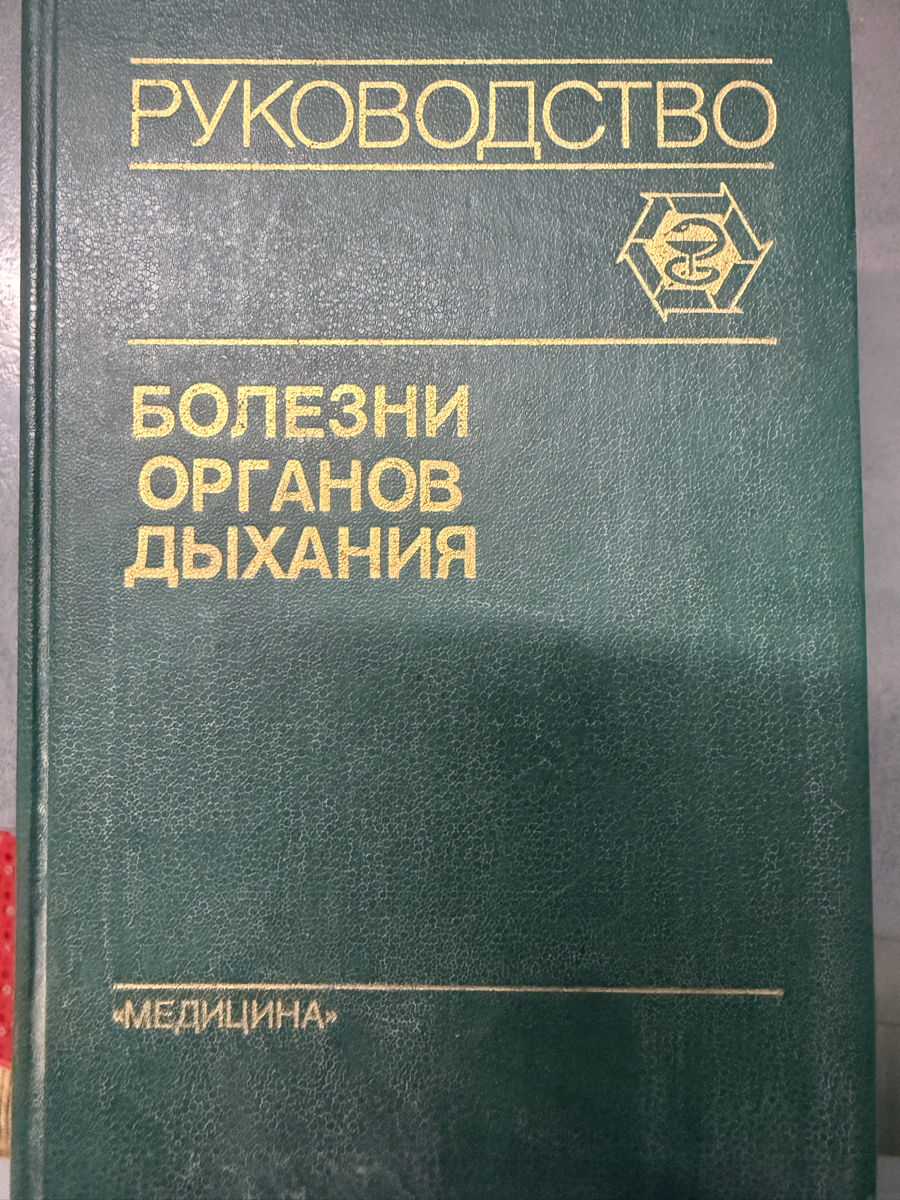 РУКОВОДСТВО
БОЛЕЗНИ
ОРГАНОВ
ДЫХАНИЯ
«МЕДИЦИНА»